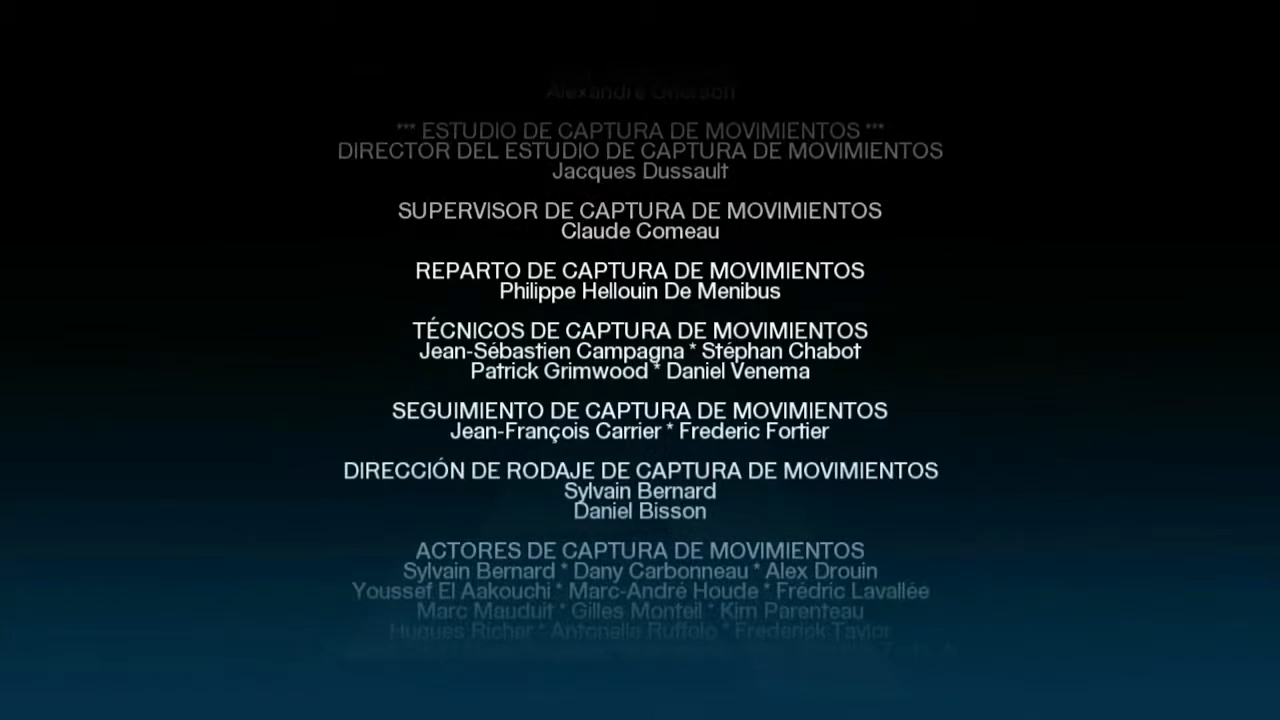 Alexandre
*** ESTUDIO DE CAPTURA DE MOVIMIENTOS ***
DIRECTOR DEL ESTUDIO DE CAPTURA DE MOVIMIENTOS
Jacques Dussault
SUPERVISOR DE CAPTURA DE MOVIMIENTOS
Claude Comeau
REPARTO DE CAPTURA DE MOVIMIENTOS
Philippe Hellouin De Menibus
TÉCNICOS DE CAPTURA DE MOVIMIENTOS
Jean-Sébastien Campagna * Stéphan Chabot
Patrick Grimwood * Daniel Venema
SEGUIMIENTO DE CAPTURA DE MOVIMIENTOS
Jean-François Carrier * Frederic Fortier
DIRECCIÓN DE RODAJE DE CAPTURA DE MOVIMIENTOS
Sylvain Bernard
Daniel Bisson
ACTORES DE CAPTURA DE MOVIMIENTOS
Sylvain Bernard * Dany Carbonneau * Alex Drouin
Youssef El Aakouchi * Marc-André Houde * Frédric Lavallée
Marc Mauduit * Gilles Monteil * Kim Parenteau
Hugues Richer * Antonella Ruffolo * Frederick Taylor